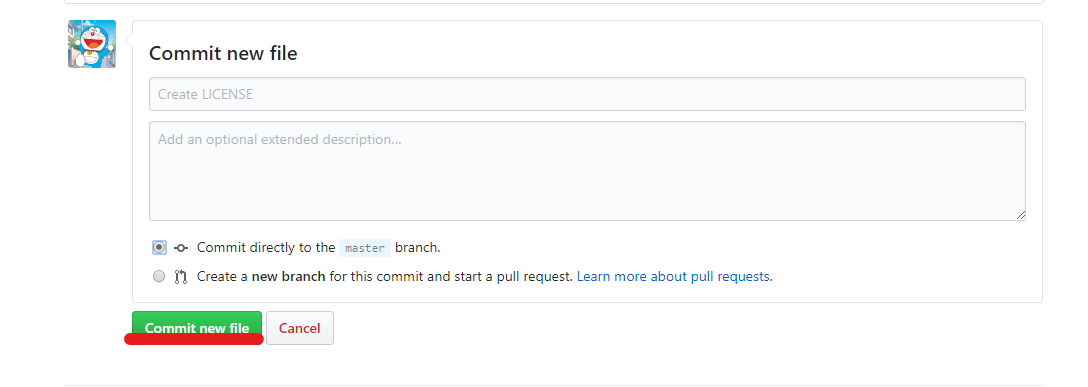 Commit new file
Create LICENSE
Add an optional extended description...
Commit directly to the master branch.
Create a new branch for this commit and start a pull request. Learn more about pull requests.
Commit new file Cancel